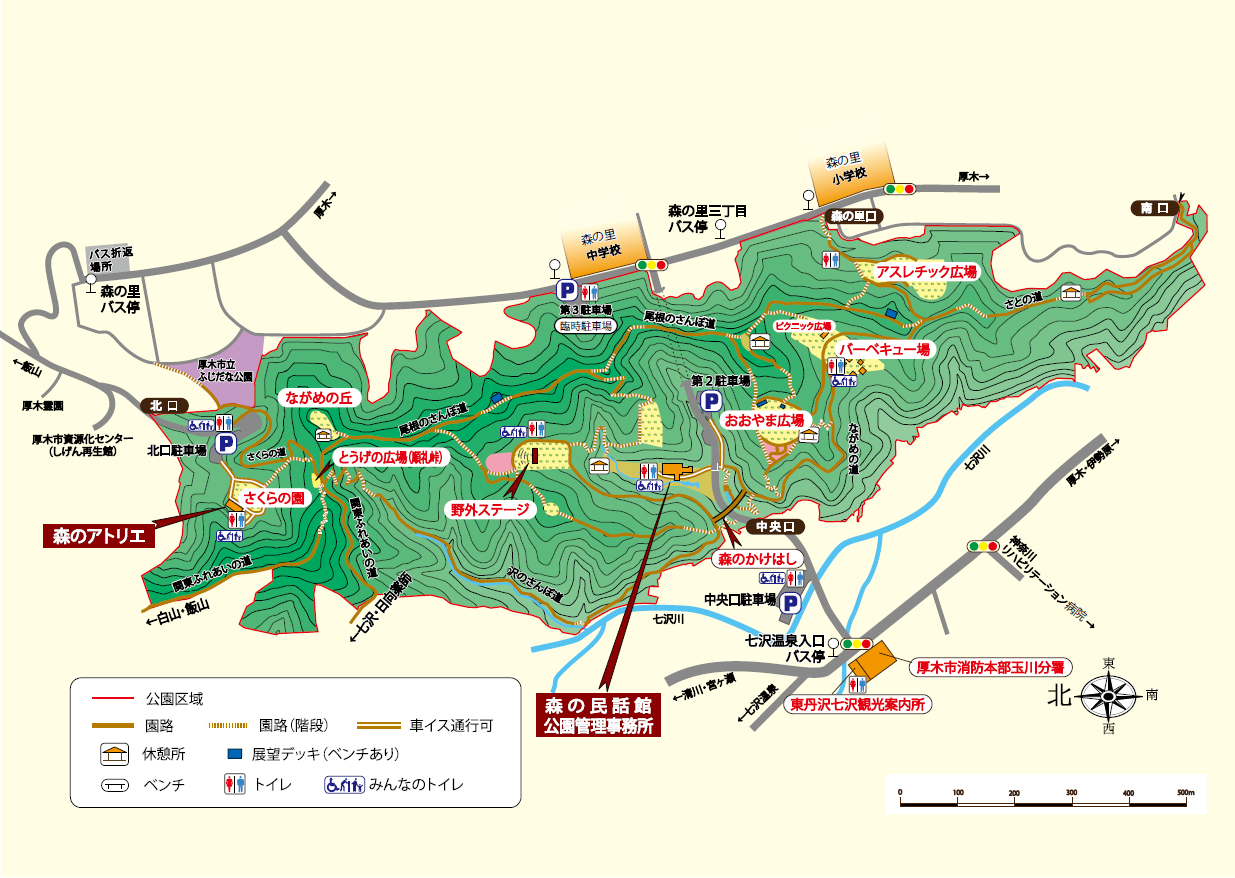 森の里
小学校
厚木→
森の里口
南口
森の里三丁目
バス停
森の里
中学校
厚木→
バス折返
場所
森の里
バス停
P
第3駐車場
臨時駐車場
アスレチック広場
さとの道
尾根のさんぽ道
ピクニック広場
バーベキュー場
←飯山
厚木市立
ふじだな公園
厚木霊園
北口
ながめの丘
第2駐車場
P
おおやま広場
ながめの道
尾根のさんぽ道
厚木市資源化センター
(しげん再生館)
北口駐車場
P
さくらの道
とうげの広場(順礼峠)
七沢川
厚木・伊勢原→
さくらの園
野外ステージ
森のアトリエ
関東ふれあいの道
中央口
森のかけはし
神奈川
リハビリテーション病院→
関東ふれあいの道
沢のさんぽ道
中央口駐車場
P
←白山・飯山
←七沢・日向薬師
七沢川
七沢温泉入口
バス停
厚木市消防本部玉川分署
←清川・宮ヶ瀬
←七沢温泉
東丹沢七沢観光案内所
森の民話館
公園管理事務所
東
北
南
西
公園区域
園路
園路(階段)
車イス通行可
休憩所
展望デッキ(ベンチあり)
ベンチ
トイレ
みんなのトイレ
0 100 200 300 400 500m